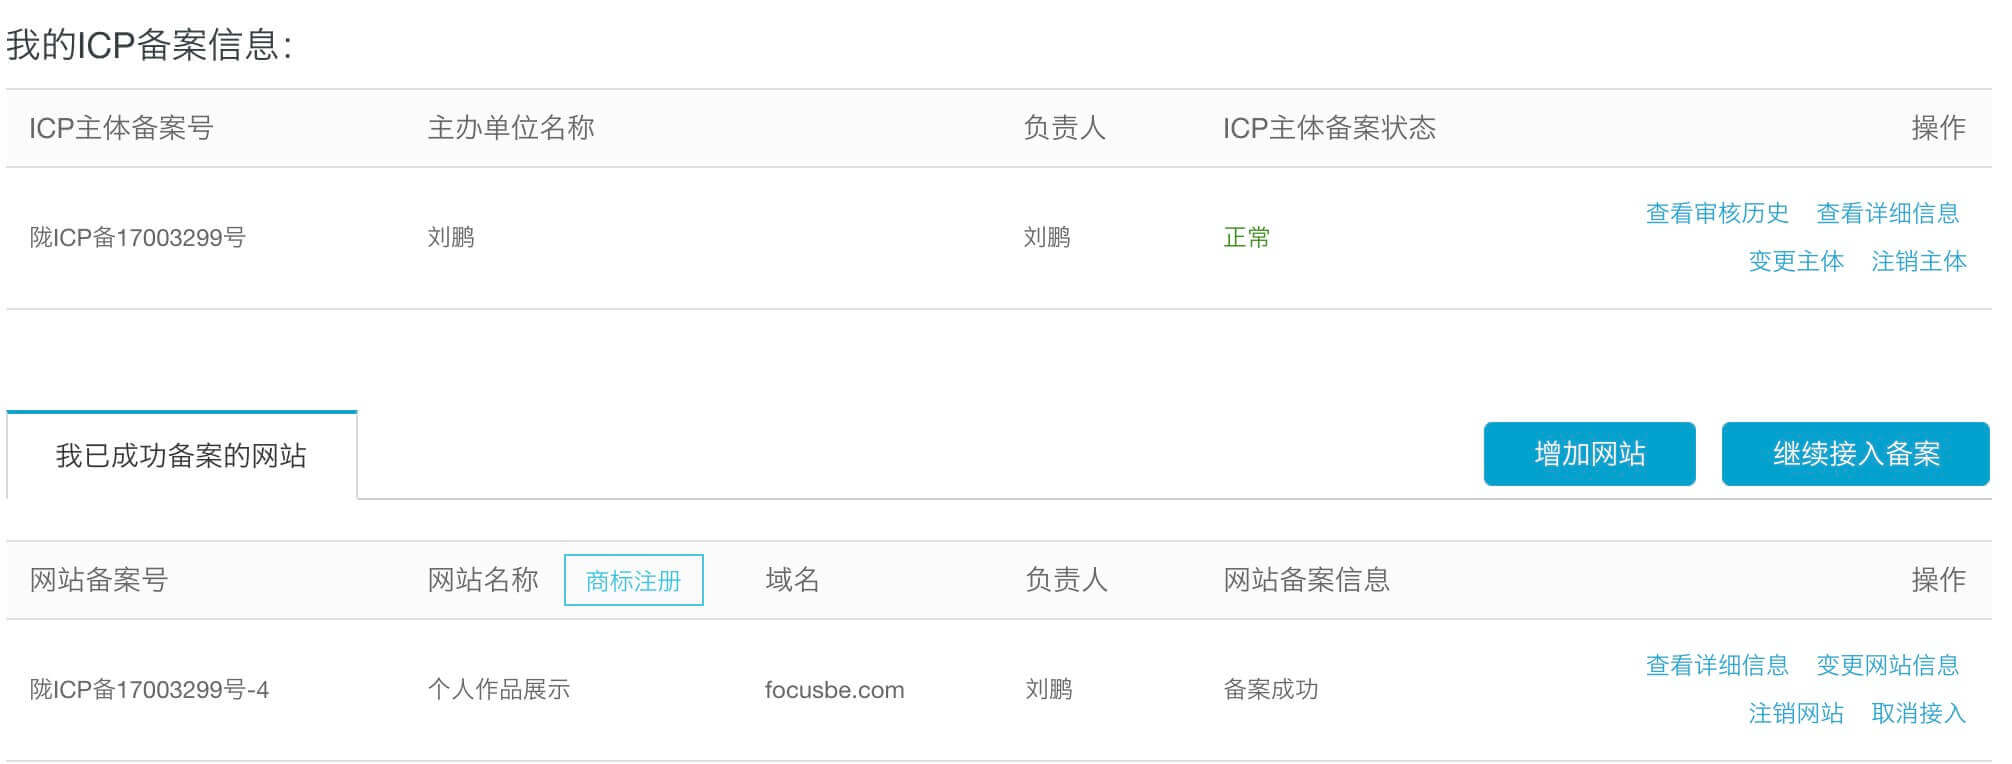 我的ICP备案信息：
ICP主体备案号 主办单位名称 负责人 ICP主体备案状态 操作
陇ICP备17003299号 刘鹏 刘鹏 正常 查看审核历史 查看详细信息
变更主体 注销主体
我已成功备案的网站 增加网站 继续接入备案
网站备案号 网站名称 商标注册 域名 负责人 网站备案信息 操作
陇ICP备17003299号-4 个人作品展示 focusbe.com 刘鹏 备案成功 查看详细信息 变更网站信息
注销网站 取消接入